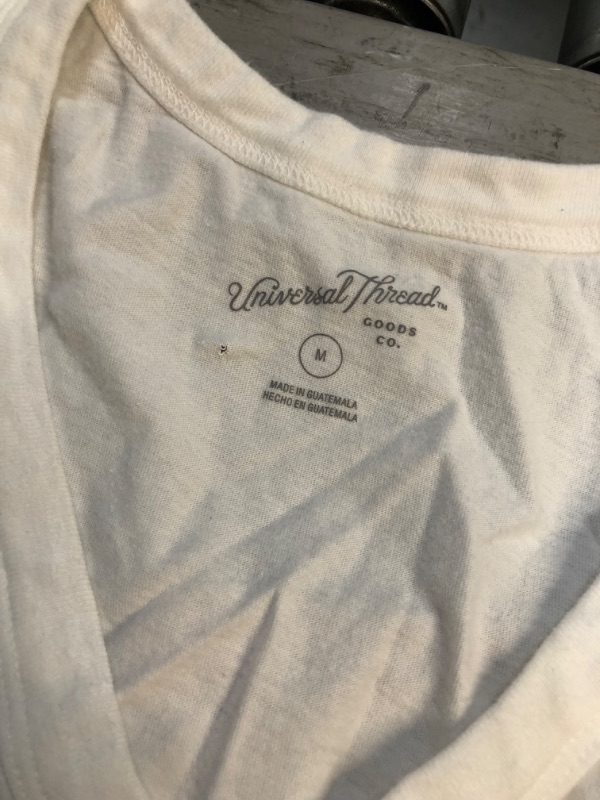 Universal Thread™
GOODS
CO.
M
MADE IN GUATEMALA
HECHO EN GUATEMALA